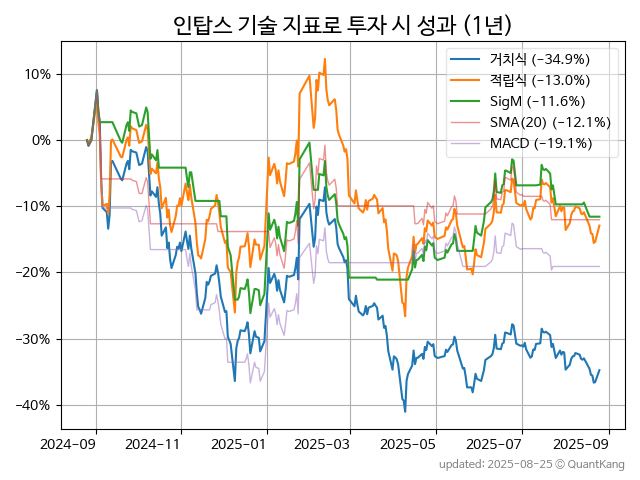 인탑스 기술 지표로 투자 시 성과 (1년)
거치식 (−34.9%)
적립식 (−13.0%)
SigM (−11.6%)
SMA(20) (−12.1%)
MACD (−19.1%)
10%
0%
−10%
−20%
−30%
−40%
2024−09 2024−11 2025−01 2025−03 2025−05 2025−07 2025−09
updated: 2025−08−25 © QuantKang